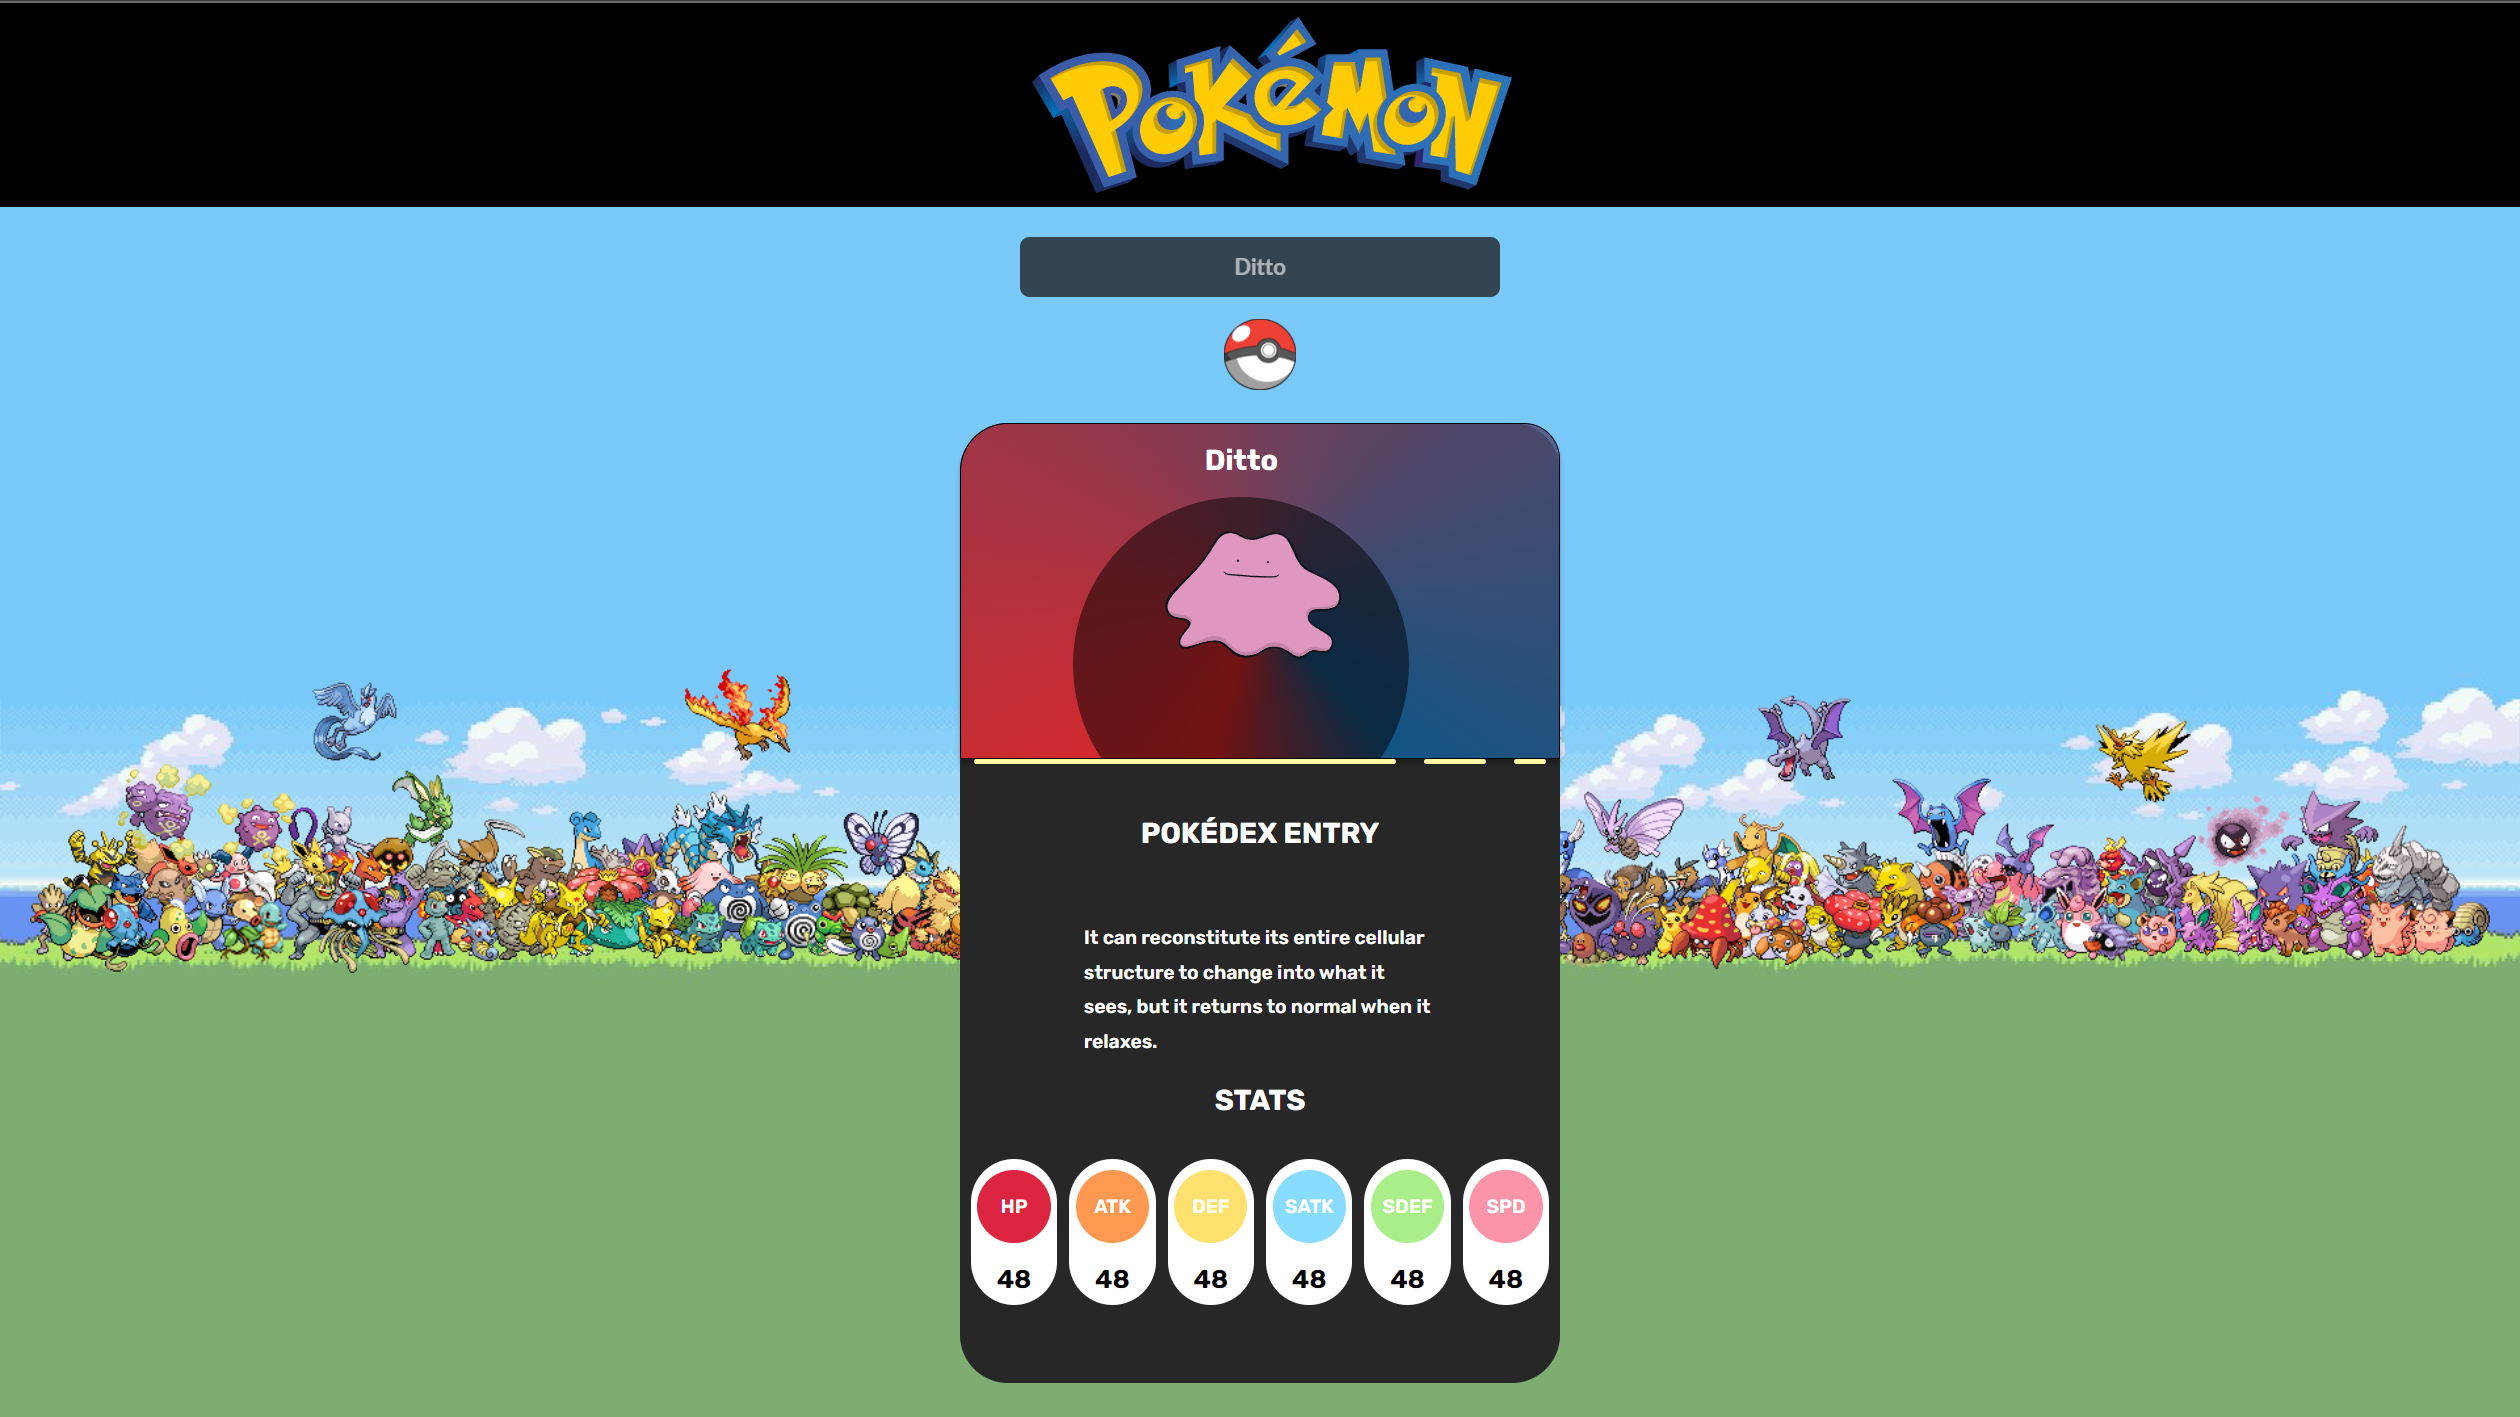 POKéMON
Ditto
Ditto
POKÉDEX ENTRY
It can reconstitute its entire cellular
structure to change into what it
sees, but it returns to normal when it
relaxes.
STATS
HP ATK DEF SATK SDEF SPD
48 48 48 48 48 48